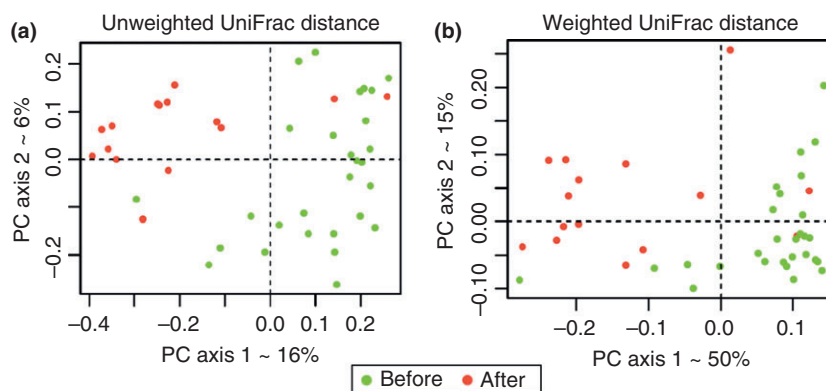 (a)
Unweighted UniFrac distance
PC axis 2 ~ 6%
0.2
0.0
−0.2
−0.4
−0.2
0.0
0.1
0.2
PC axis 1 ~ 16%
(b)
Weighted UniFrac distance
PC axis 2 ~ 15%
0.20
0.10
0.00
−0.10
−0.2
−0.1
0.0
0.1
PC axis 1 ~ 50%
Before After